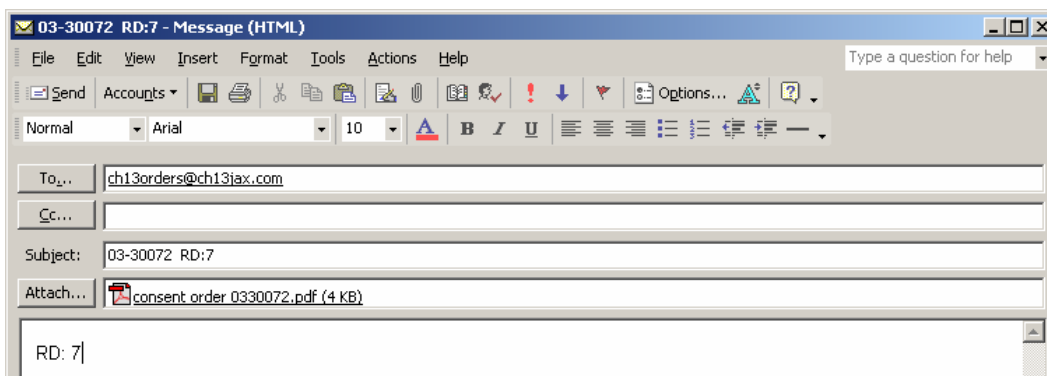 03-30072  RD:7 - Message (HTML)
File Edit View Insert Format Tools Actions Help Type a question for help
Send Accounts Options...
Normal Arial 10 A B I U
To... ch13orders@ch13jax.com
Cc...
Subject: 03-30072  RD:7
Attach... consent order 0330072.pdf (4 KB)
RD: 7